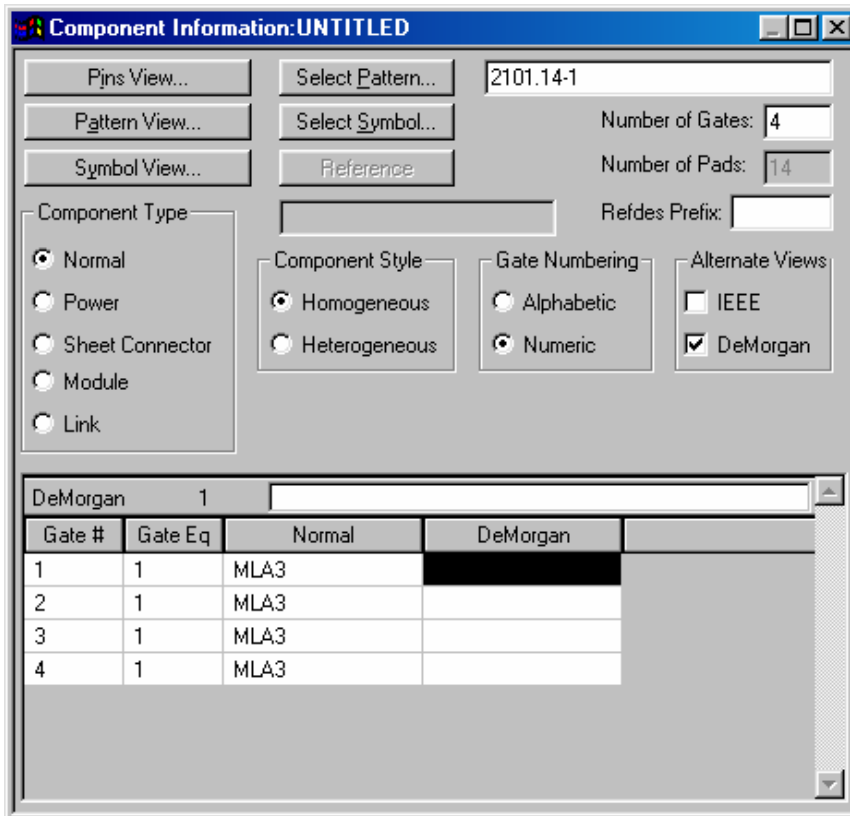 Component Information:UNTITLED
Pins View... Select Pattern... 2101.14-1
Pattern View... Select Symbol... Number of Gates: 4
Symbol View... Reference Number of Pads: 14
Component Type Refdes Prefix:
Normal Component Style Gate Numbering Alternate Views
Power Homogeneous Alphabetic IEEE
Sheet Connector Heterogeneous Numeric DeMorgan
Module
Link
DeMorgan 1
Gate # Gate Eq Normal DeMorgan
1 1 MLA3
2 1 MLA3
3 1 MLA3
4 1 MLA3